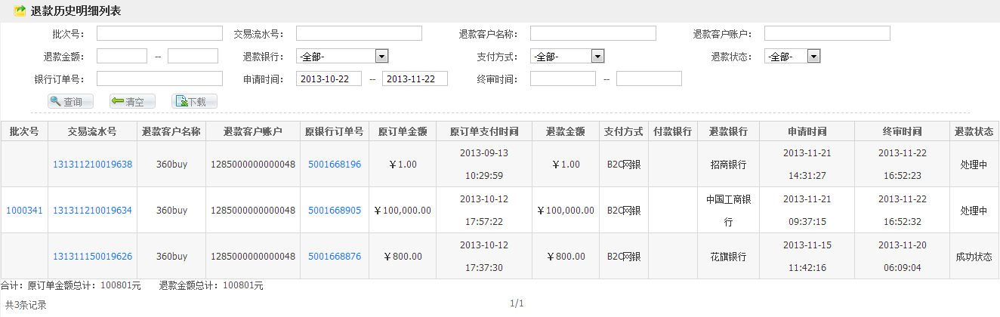 退款历史明细列表
批次号： 交易流水号： 退款客户名称： 退款客户账户：
退款金额： -- 退款银行： -全部- 支付方式： -全部- 退款状态： -全部-
银行订单号： 申请时间： 2013-10-22 -- 2013-11-22 终审时间： --
查询 清空 下载
批次号 交易流水号 退款客户名称 退款客户账户 原银行订单号 原订单金额 原订单支付时间 退款金额 支付方式 付款银行 退款银行 申请时间 终审时间 退款状态
131311210019638 360buy 1285000000000048 5001668196 ￥1.00 2013-09-13 10:29:59 ￥1.00 B2C网银 招商银行 2013-11-21 14:31:27 2013-11-22 16:52:23 处理中
1000341 131311210019634 360buy 1285000000000048 5001668905 ￥100,000.00 2013-10-12 17:57:22 ￥100,000.00 B2C网银 中国工商银行 2013-11-21 09:37:15 2013-11-22 16:52:32 处理中
131311150019626 360buy 1285000000000048 5001668876 ￥800.00 2013-10-12 17:37:30 ￥800.00 B2C网银 花旗银行 2013-11-15 11:42:16 2013-11-20 06:09:04 成功状态
合计：原订单金额总计：100801元 退款金额总计：100801元
共3条记录 1/1